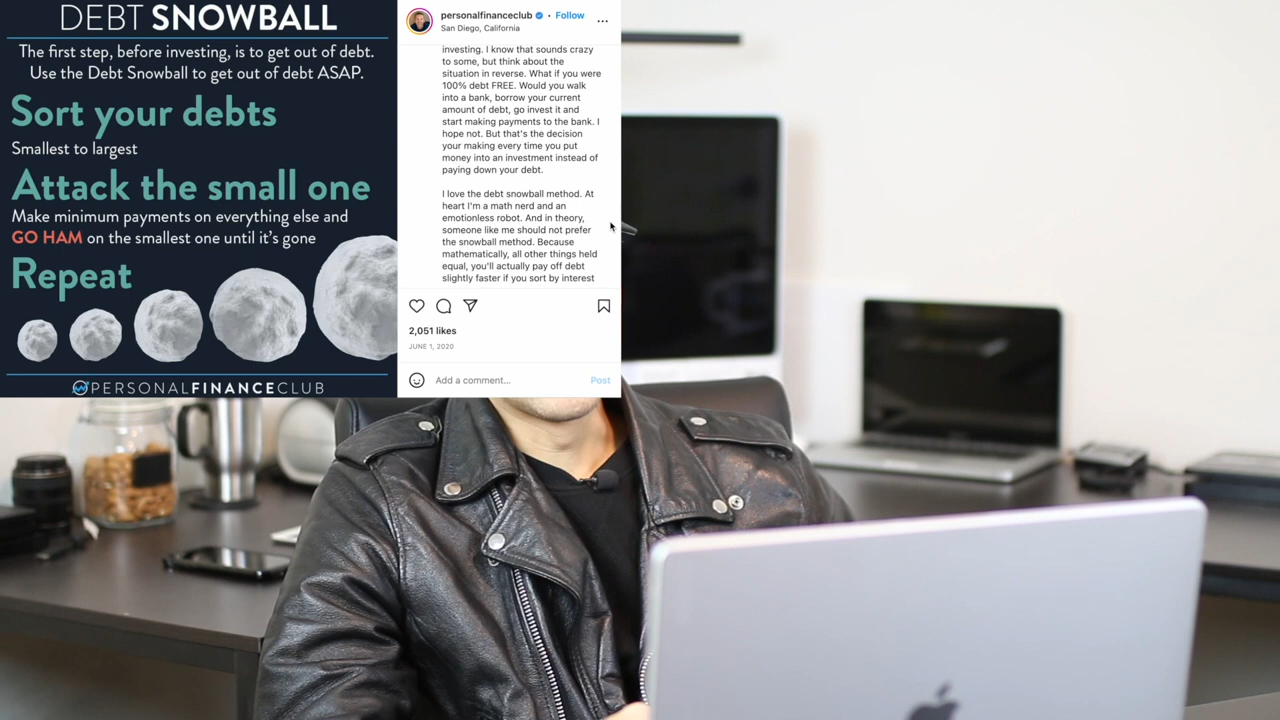 DEBT SNOWBALL
The first step, before investing, is to get out of debt.
Use the Debt Snowball to get out of debt ASAP.
Sort your debts
Smallest to largest
Attack the small one
Make minimum payments on everything else and
GO HAM on the smallest one until it's gone
Repeat
PERSONALFINANCECLUB
personalfinanceclub • Follow
San Diego, California
investing. I know that sounds crazy
to some, but think about the
situation in reverse. What if you were
100% debt FREE. Would you walk
into a bank, borrow your current
amount of debt, go invest it and
start making payments to the bank. I
hope not. But that's the decision
your making every time you put
money into an investment instead of
paying down your debt.
I love the debt snowball method. At
heart I'm a math nerd and an
emotionless robot. And in theory,
someone like me should not prefer
the snowball method. Because
mathematically, all other things held
equal, you'll actually pay off debt
slightly faster if you sort by interest
2,051 likes
JUNE 1, 2020
Add a comment...
Post